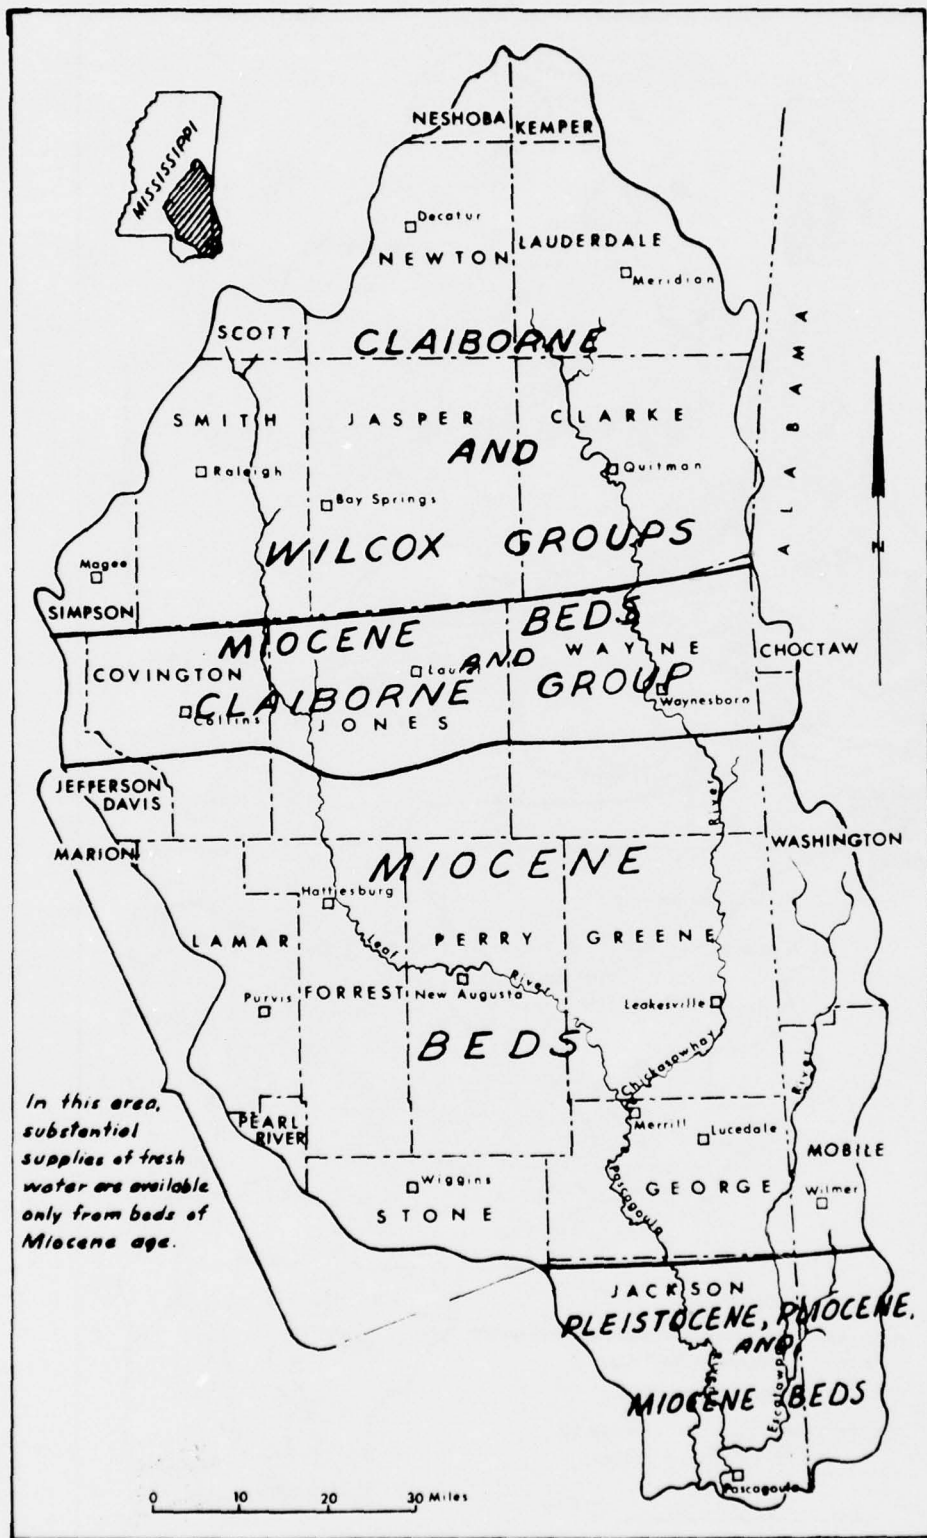 NESHOBA
KEMPER
MISSISSIPPI
Decatur
NEWTON
LAUDERDALE
Meridian
SCOTT
CLAIBORNE
ALABAMA
SMITH
JASPER
CLARKE
AND
Raleigh
Quitman
Bay Springs
WILCOX GROUPS
N
Magee
SIMPSON
MIOCENE BEDS
COVINGTON
Laurel
AND
WAYNE
CHOCTAW
CLAIBORNE GROUP
Collins
JONES
Waynesborn
JEFFERSON
DAVIS
River
MARION
WASHINGTON
MIOCENE
Hattiesburg
LAMAR
Leaf
River
PERRY
GREENE
Purvis
FORREST
New Augusta
Leakesville
BEDS
Chickasawhay
River
In this area,
substantial
supplies of fresh
water are available
only from beds of
Miocene age.
PEARL
RIVER
Merrill
Lucedale
MOBILE
Pascagoula
GEORGE
Wilmer
Wiggins
STONE
JACKSON
PLEISTOCENE, PLIOCENE,
AND
MIOCENE BEDS
Pascagoula
0 10 20 30 Miles